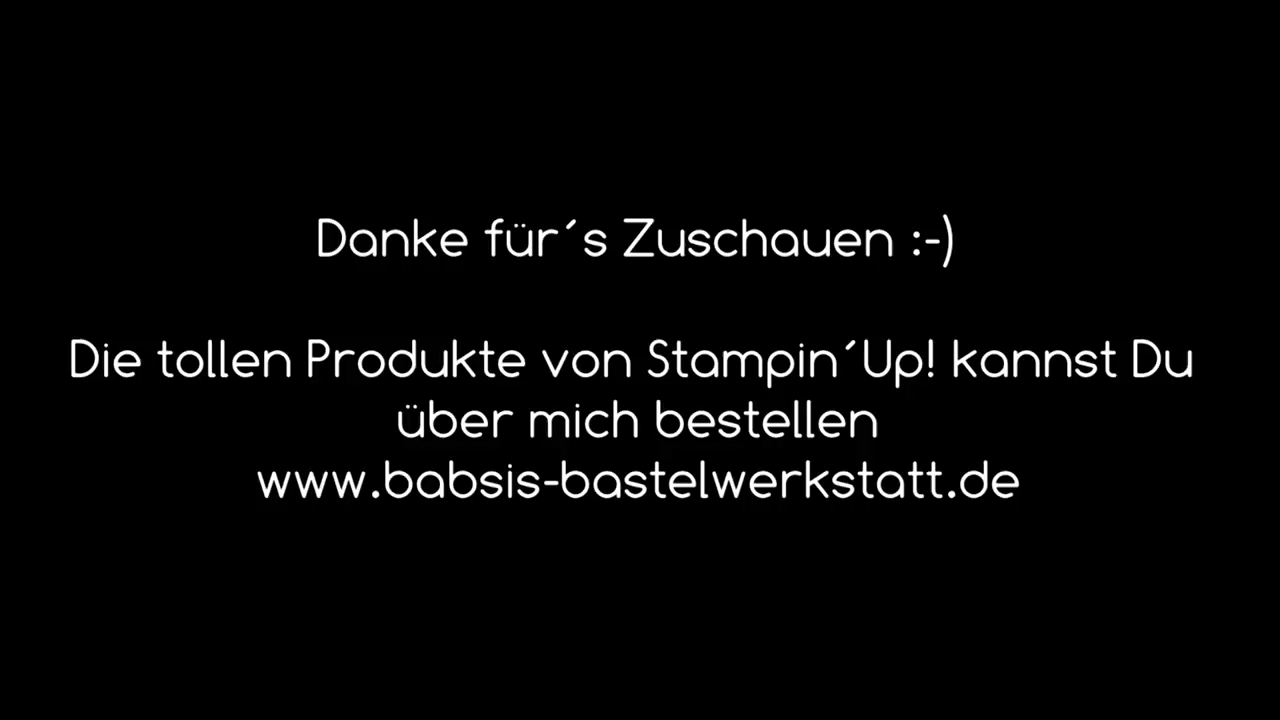 Danke für´s Zuschauen :-)
Die tollen Produkte von Stampin´Up! kannst Du
über mich bestellen
www.babsis-bastelwerkstatt.de